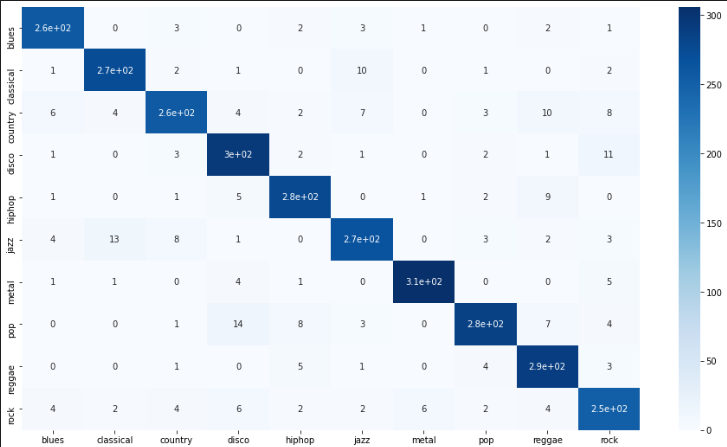 blues 2.6e+02 0 3 0 2 3 1 0 2 1
classical 1 2.7e+02 2 1 0 10 0 1 0 2
country 6 4 2.6e+02 4 2 7 0 3 10 8
disco 1 0 3 3e+02 2 1 0 2 1 11
hiphop 1 0 1 5 2.8e+02 0 1 2 9 0
jazz 4 13 8 1 0 2.7e+02 0 3 2 3
metal 1 1 0 4 1 0 3.1e+02 0 0 5
pop 0 0 1 14 8 3 0 2.8e+02 7 4
reggae 0 0 1 0 5 1 0 4 2.9e+02 3
rock 4 2 4 6 2 2 6 2 4 2.5e+02
blues classical country disco hiphop jazz metal pop reggae rock
300
250
200
150
100
50
0